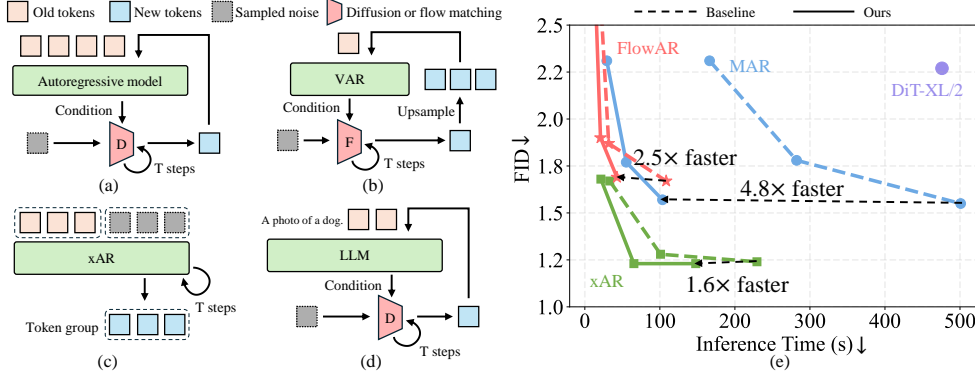 Old tokens New tokens Sampled noise Diffusion or flow matching
Autoregressive model
Condition
D
T steps
(a)
VAR
Condition
Upsample
F
T steps
(b)
xAR
T steps
Token group
(c)
A photo of a dog.
LLM
Condition
D
T steps
(d)
Baseline Ours
FID↓
2.5
2.2
2.0
1.8
1.5
1.2
1.0
FlowAR
MAR
DiT-XL/2
2.5× faster
4.8× faster
xAR
1.6× faster
0 100 200 300 400 500
Inference Time (s)↓
(e)